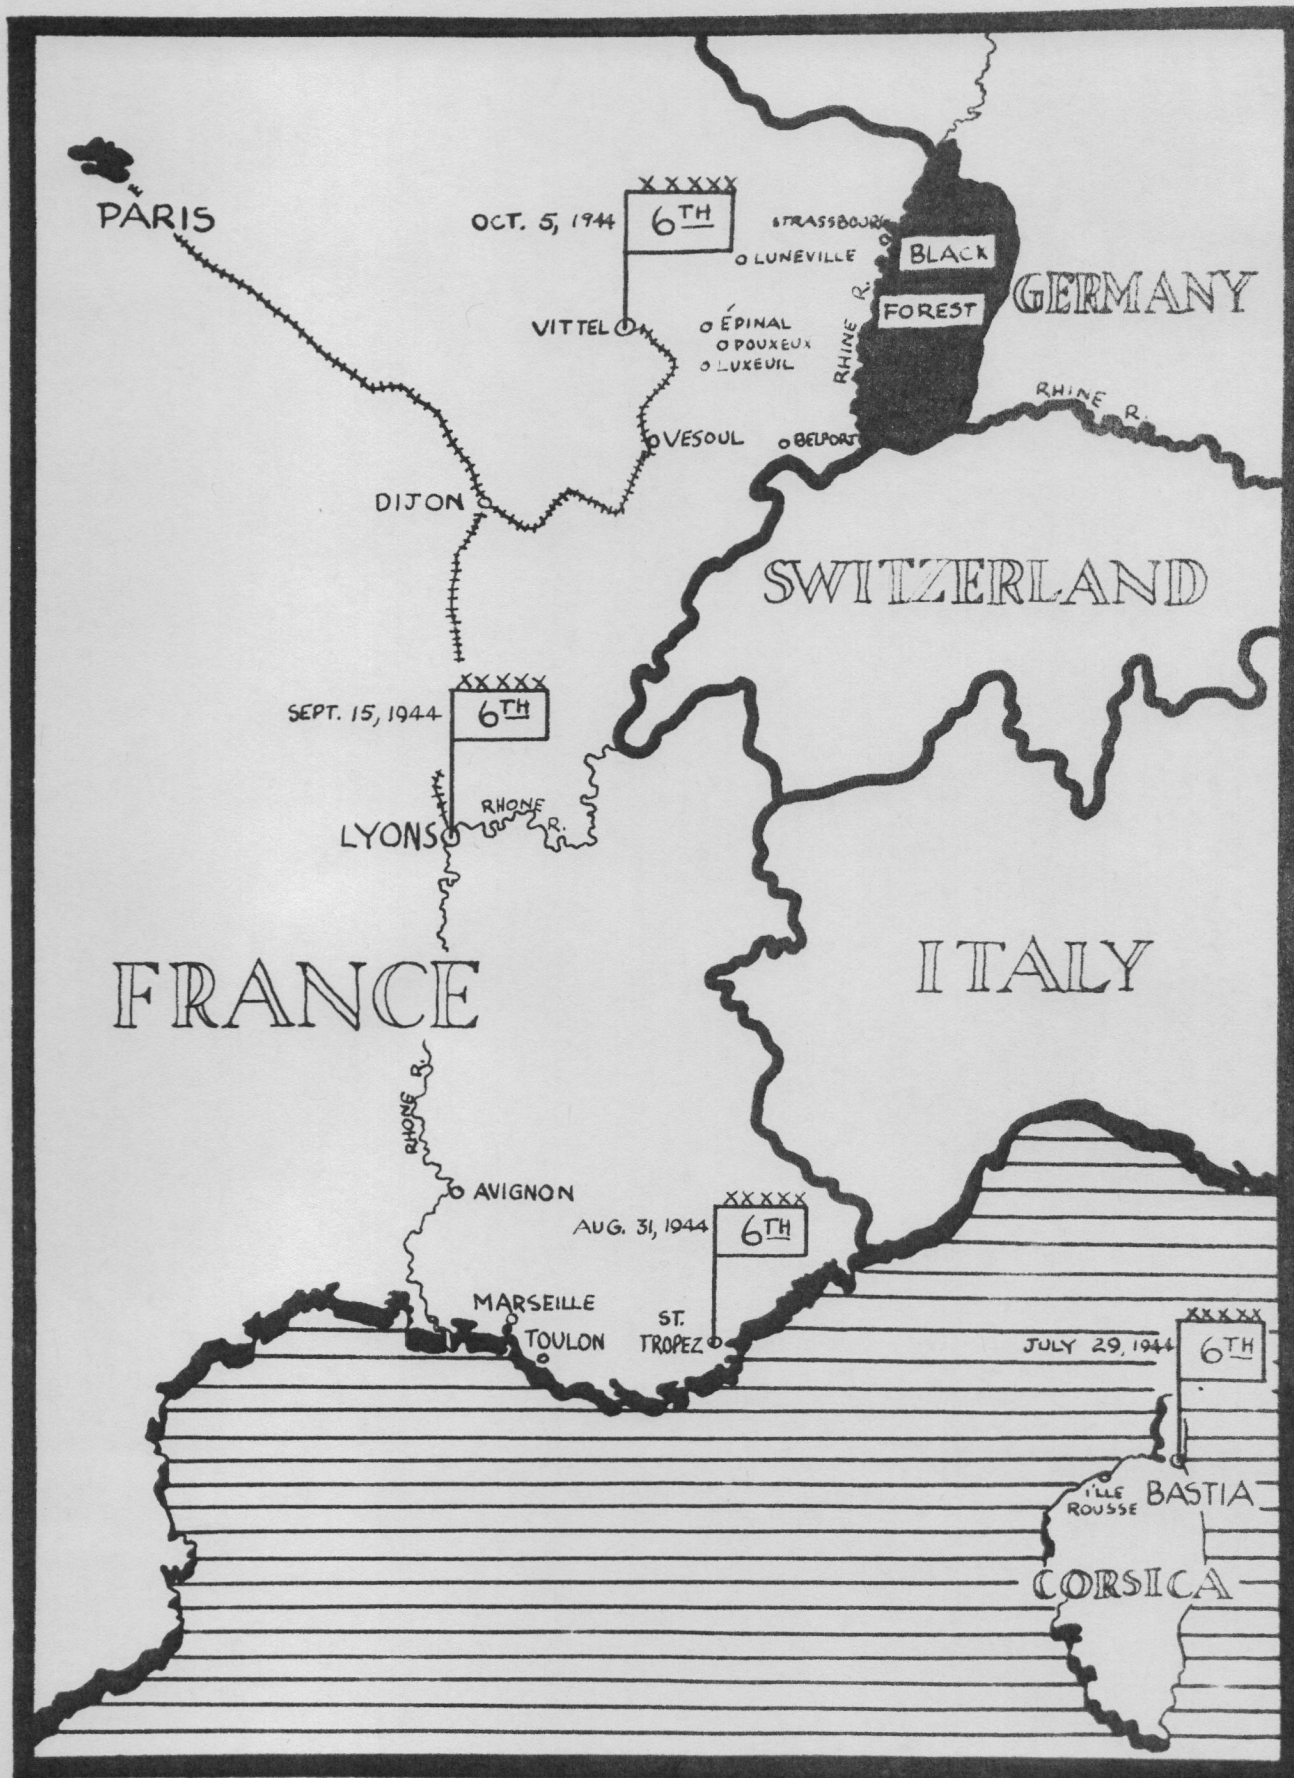 PARIS
XXXXX
OCT. 5, 1944
6TH
STRASSBOURG
LUNEVILLE
BLACK
FOREST
GERMANY
VITTEL
ÉPINAL
POUXEUX
LUXEUIL
RHINE R.
RHINE R.
VESOUL
BELPORT
DIJON
SWITZERLAND
XXXXX
SEPT. 15, 1944
6TH
RHONE R.
LYONS
FRANCE
ITALY
RHONE R.
AVIGNON
XXXXX
AUG. 31, 1944
6TH
MARSEILLE
TOULON
ST.
TROPEZ
XXXXX
JULY 29, 1944
6TH
I'LLE
ROUSSE
BASTIA
CORSICA